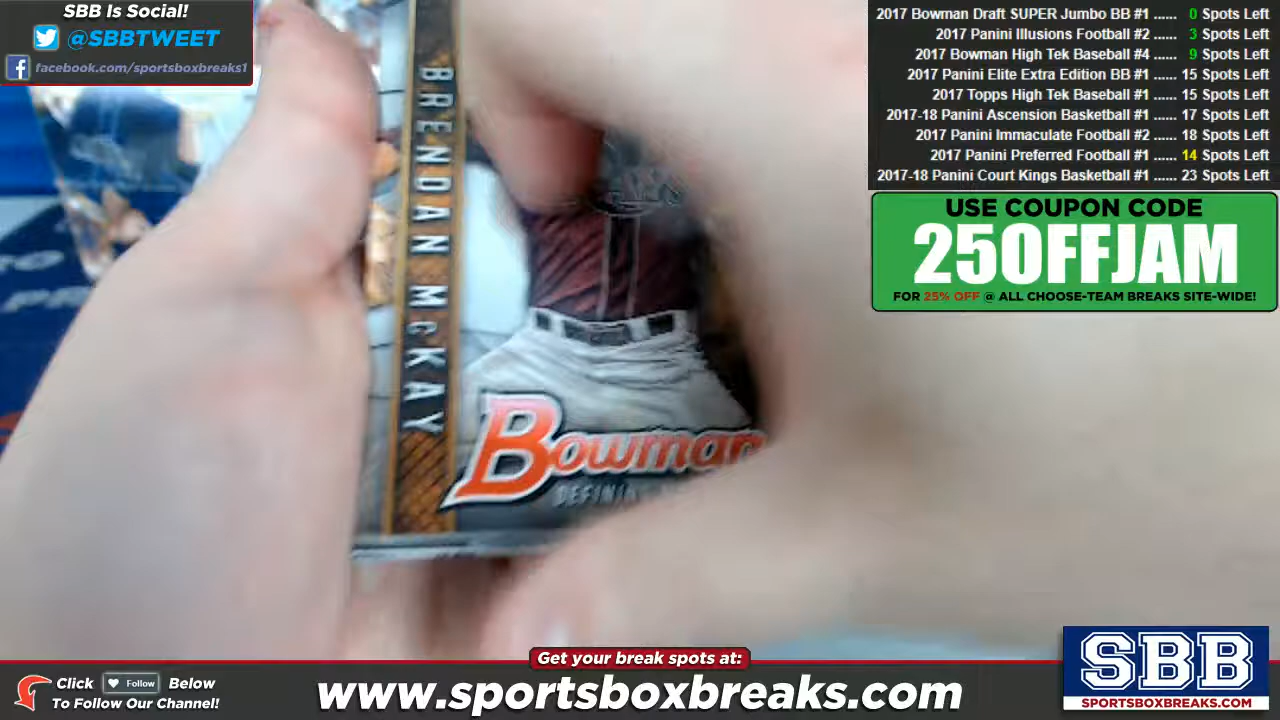 SBB Is Social!
@SBBTWEET
facebook.com/sportsboxbreaks1
2017 Bowman Draft SUPER Jumbo BB #1 ...... 0 Spots Left
2017 Panini Illusions Football #2 ...... 3 Spots Left
2017 Bowman High Tek Baseball #4 ...... 9 Spots Left
2017 Panini Elite Extra Edition BB #1 ...... 15 Spots Left
2017 Topps High Tek Baseball #1 ...... 15 Spots Left
2017-18 Panini Ascension Basketball #1 ...... 17 Spots Left
2017 Panini Immaculate Football #2 ...... 18 Spots Left
2017 Panini Preferred Football #1 ...... 14 Spots Left
2017-18 Panini Court Kings Basketball #1 ...... 23 Spots Left
USE COUPON CODE
25OFFJAM
FOR 25% OFF @ ALL CHOOSE-TEAM BREAKS SITE-WIDE!
BRENDAN McKAY
Bowman
Get your break spots at:
Click Follow Below
To Follow Our Channel!
www.sportsboxbreaks.com
SBB
SPORTSBOXBREAKS.COM